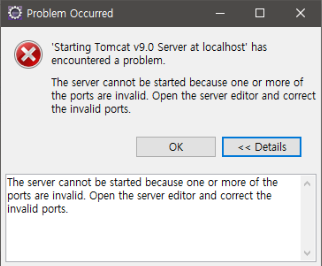 Problem Occurred
'Starting Tomcat v9.0 Server at localhost' has
encountered a problem.
The server cannot be started because one or more of
the ports are invalid. Open the server editor and correct
the invalid ports.
OK
<< Details
The server cannot be started because one or more of the
ports are invalid. Open the server editor and correct the
invalid ports.